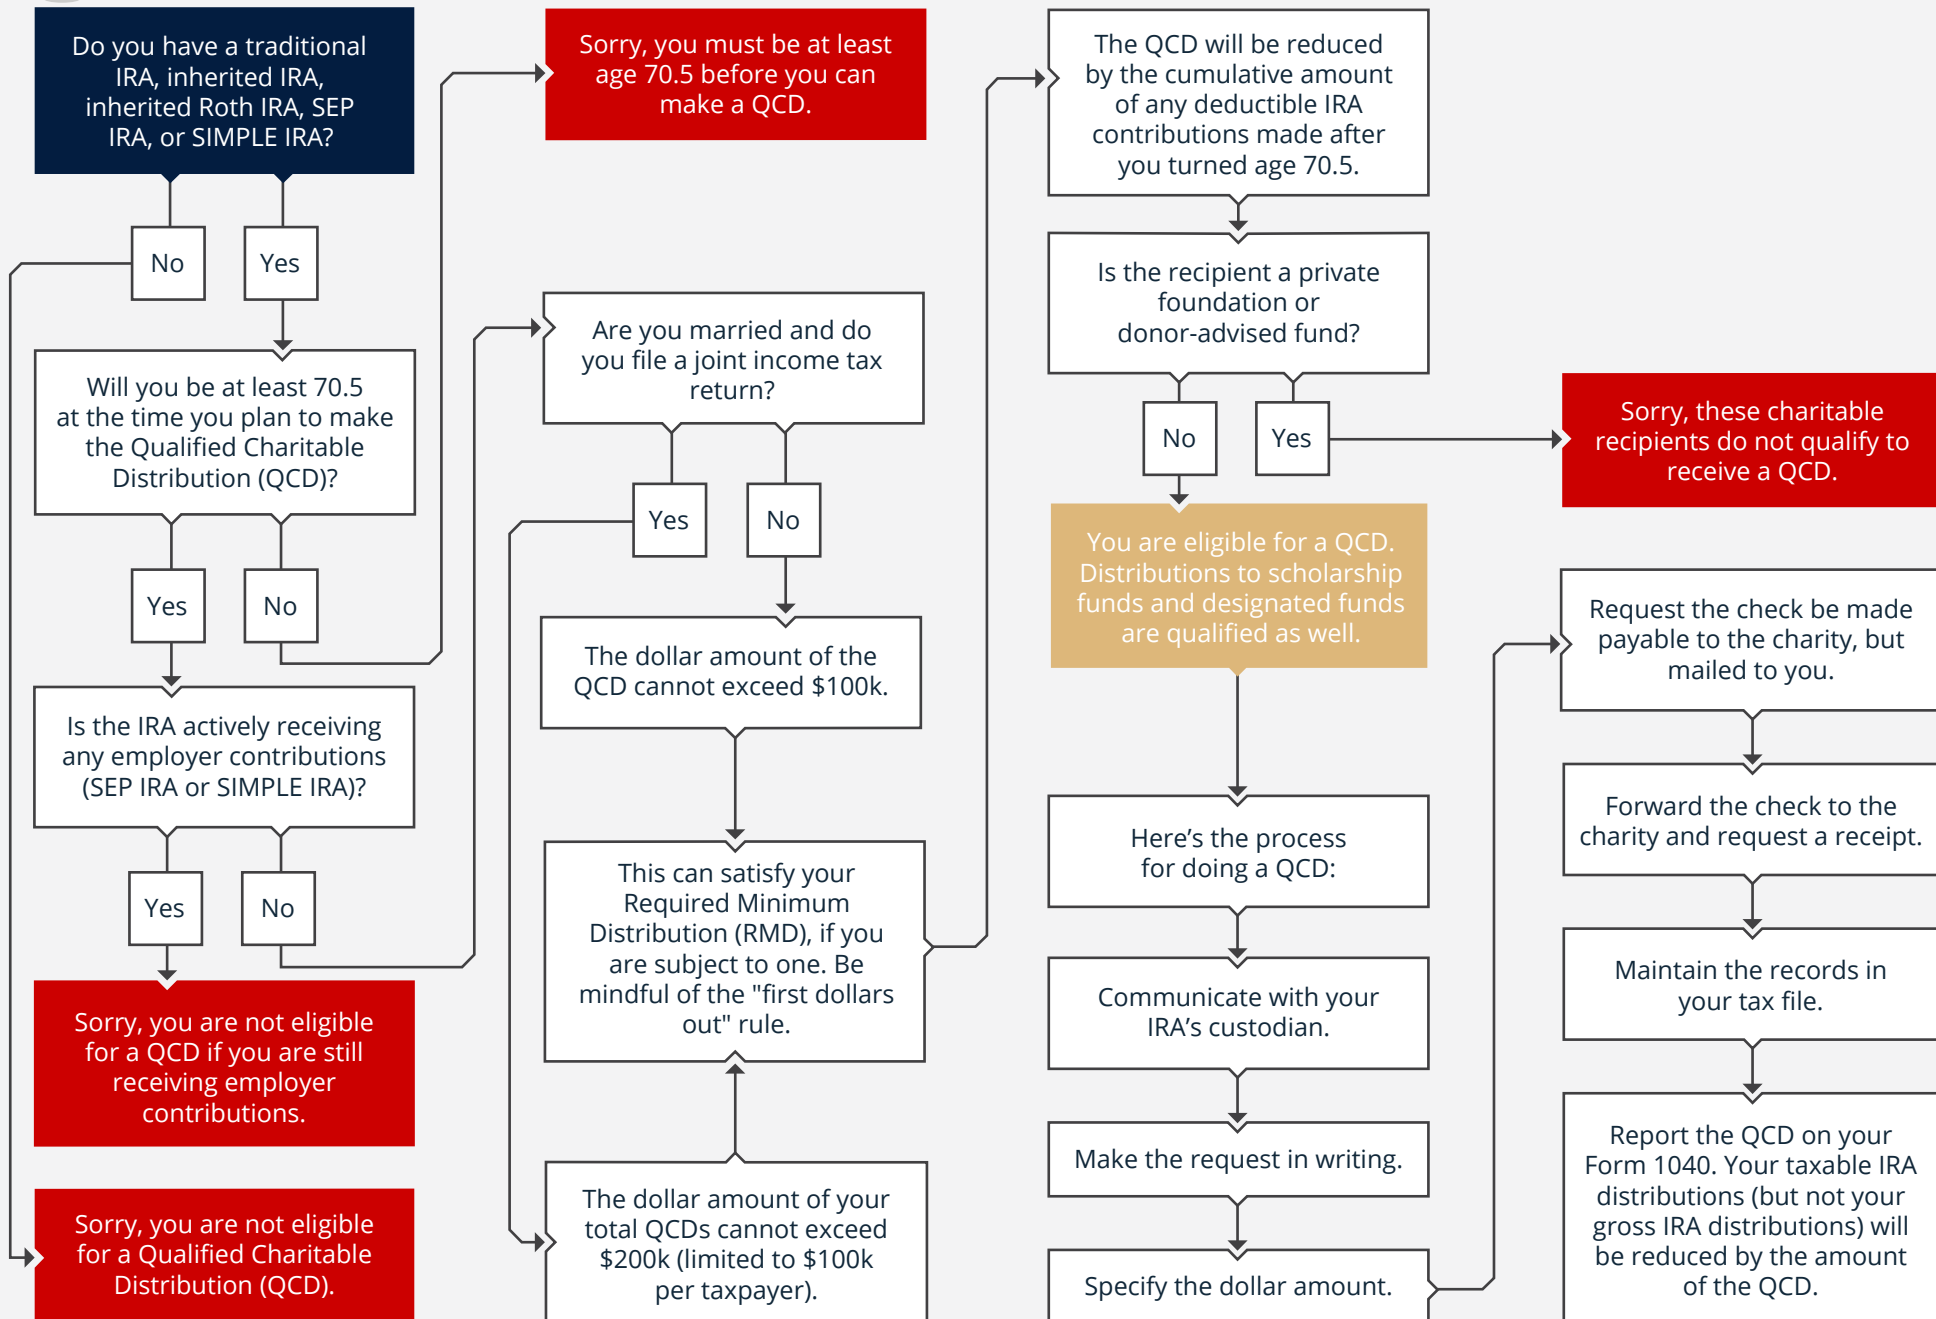 Do you have a traditional
IRA, inherited IRA,
inherited Roth IRA, SEP
IRA, or SIMPLE IRA?
No
Yes
Will you be at least 70.5
at the time you plan to make
the Qualified Charitable
Distribution (QCD)?
Yes
No
Is the IRA actively receiving
any employer contributions
(SEP IRA or SIMPLE IRA)?
Yes
No
Sorry, you are not eligible
for a QCD if you are still
receiving employer
contributions.
Sorry, you are not eligible
for a Qualified Charitable
Distribution (QCD).
Sorry, you must be at least
age 70.5 before you can
make a QCD.
Are you married and do
you file a joint income tax
return?
Yes
No
The dollar amount of the
QCD cannot exceed $100k.
This can satisfy your
Required Minimum
Distribution (RMD), if you
are subject to one. Be
mindful of the "first dollars
out" rule.
The dollar amount of your
total QCDs cannot exceed
$200k (limited to $100k
per taxpayer).
The QCD will be reduced
by the cumulative amount
of any deductible IRA
contributions made after
you turned age 70.5.
Is the recipient a private
foundation or
donor-advised fund?
No
Yes
Sorry, these charitable
recipients do not qualify to
receive a QCD.
You are eligible for a QCD.
Distributions to scholarship
funds and designated funds
are qualified as well.
Here’s the process
for doing a QCD:
Communicate with your
IRA’s custodian.
Make the request in writing.
Specify the dollar amount.
Request the check be made
payable to the charity, but
mailed to you.
Forward the check to the
charity and request a receipt.
Maintain the records in
your tax file.
Report the QCD on your
Form 1040. Your taxable IRA
distributions (but not your
gross IRA distributions) will
be reduced by the amount
of the QCD.